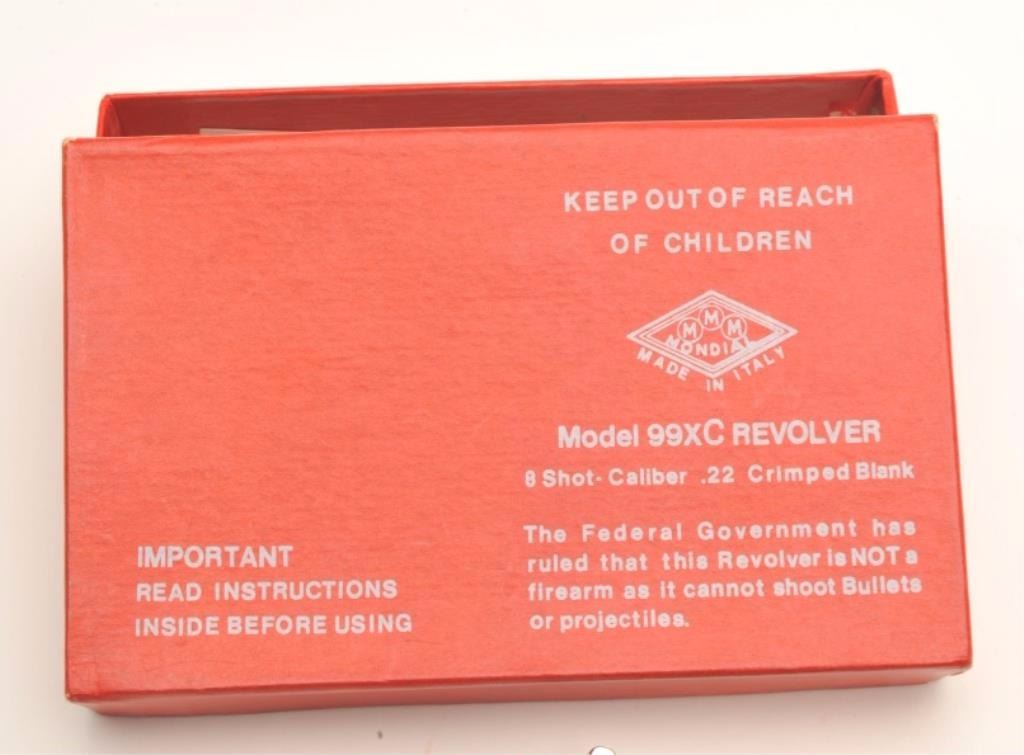 KEEP OUT OF REACH
OF CHILDREN
M M M
MONDIAL
MADE IN ITALY
Model 99XC REVOLVER
8 Shot- Caliber .22 Crimped Blank
The Federal Government has
ruled that this Revolver is NOT a
firearm as it cannot shoot Bullets
or projectiles.
IMPORTANT
READ INSTRUCTIONS
INSIDE BEFORE USING